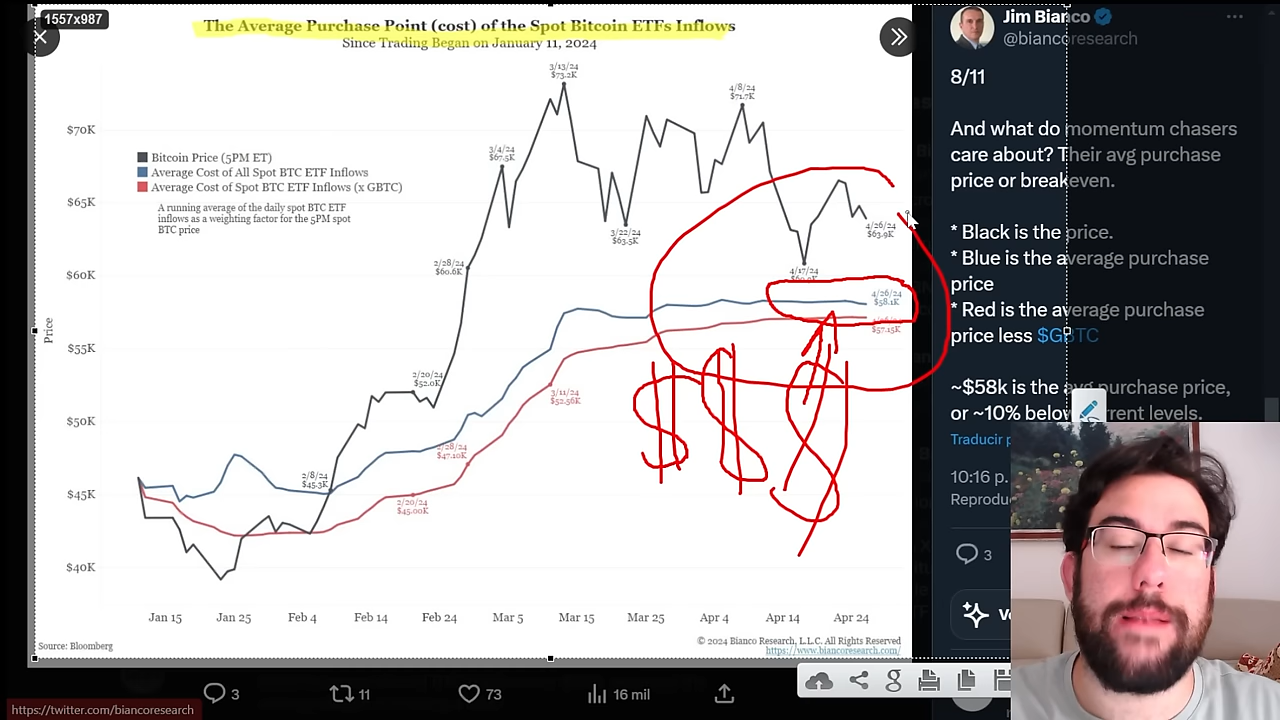 1557x987
The Average Purchase Point (cost) of the Spot Bitcoin ETFs Inflows
Since Trading Began on January 11, 2024
Bitcoin Price (5PM ET)
Average Cost of All Spot BTC ETF Inflows
Average Cost of Spot BTC ETF Inflows (x GBTC)
A running average of the daily spot BTC ETF
inflows as a weighting factor for the 5PM spot
BTC price
Price
$70K
$65K
$60K
$55K
$50K
$45K
$40K
2/8/24
$45.3K
2/20/24
$52.0K
2/28/24
$60.6K
3/4/24
$67.5K
3/13/24
$73.2K
3/22/24
$63.5K
4/8/24
$71.7K
4/17/24
4/26/24
$63.9K
4/26/24
$58.1K
$57.15K
3/11/24
$52.56K
2/28/24
$47.10K
2/20/24
$45.00K
$$$
Jan 15
Jan 25
Feb 4
Feb 14
Feb 24
Mar 5
Mar 15
Mar 25
Apr 4
Apr 14
Apr 24
Source: Bloomberg
© 2024 Bianco Research, L.L.C. All Rights Reserved
https://www.biancoresearch.com/
3
11
73
16 mil
https://twitter.com/biancoresearch
Jim Bianco
@biancoresearch
8/11
And what do momentum chasers
care about? Their avg purchase
price or breakeven.
* Black is the price.
* Blue is the average purchase
price
* Red is the average purchase
price less $GBTC
~$58k is the avg purchase price,
or ~10% below current levels.
Traducir p
10:16 p.
Reproduc
3